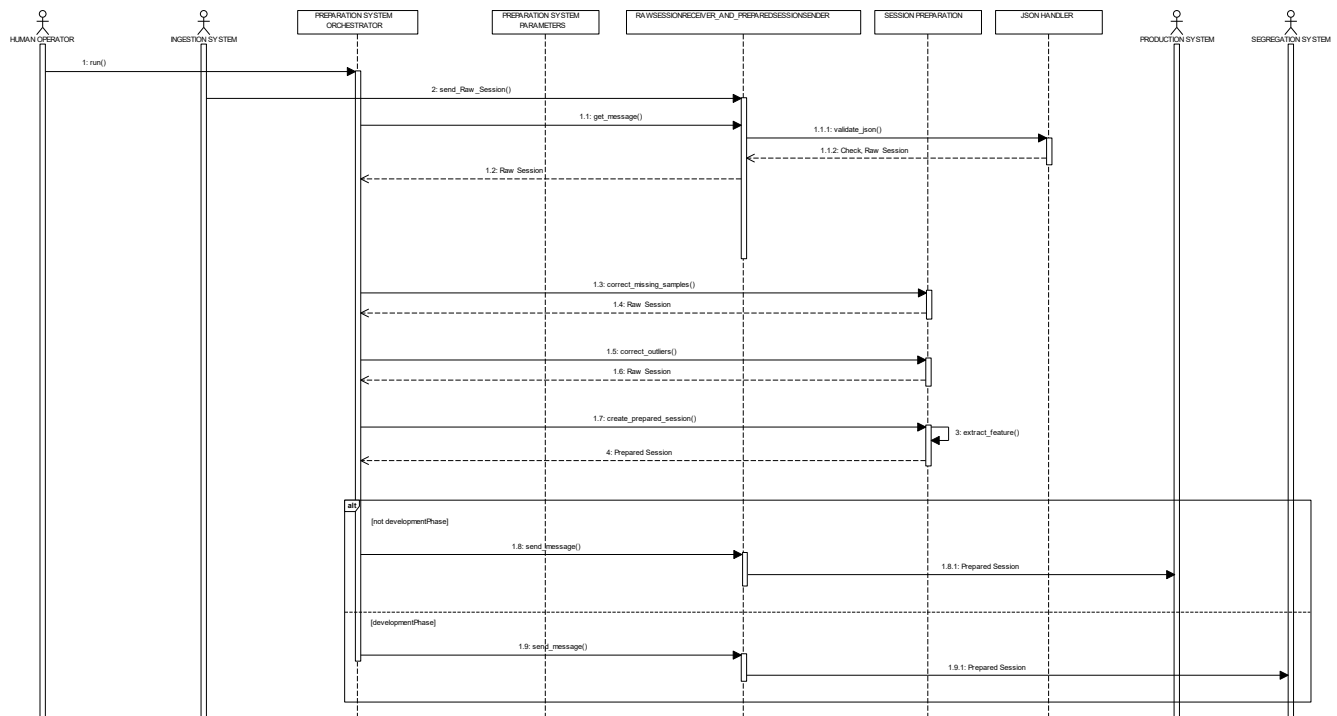 PREPARATION SYSTEM
ORCHESTRATOR
PREPARATION SYSTEM
PARAMETERS
RAWSESSIONRECEIVER_AND_PREPAREDSESSIONSENDER
SESSION PREPARATION
JSON HANDLER
HUMAN OPERATOR
INGESTION SYSTEM
PRODUCTION SYSTEM
SEGREGATION SYSTEM
1: run()
2: send_Raw_Session()
1.1: get_message()
1.1.1: validate_json()
1.1.2: Check, Raw Session
1.2: Raw Session
1.3: correct_missing_samples()
1.4: Raw Session
1.5: correct_outliers()
1.6: Raw Session
1.7: create_prepared_session()
3: extract_feature()
4: Prepared Session
alt
[not developmentPhase]
1.8: send_message()
1.8.1: Prepared Session
[developmentPhase]
1.9: send_message()
1.9.1: Prepared Session